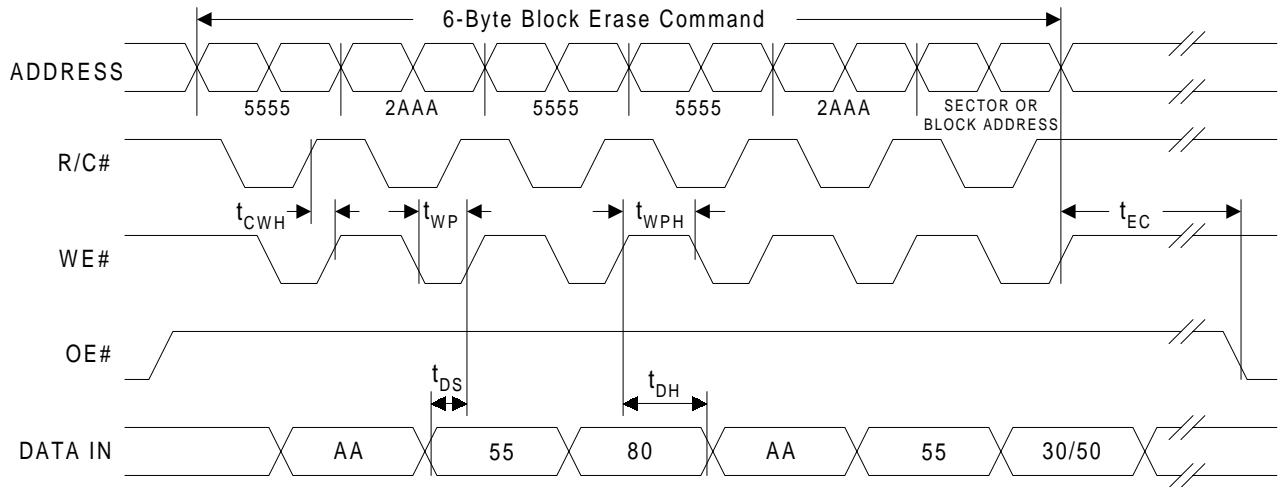 6-Byte Block Erase Command
ADDRESS
5555 2AAA 5555 5555 2AAA SECTOR OR
BLOCK ADDRESS
R/C#
tCWH tWP tWPH tEC
WE#
OE#
tDS tDH
DATA IN AA 55 80 AA 55 30/50